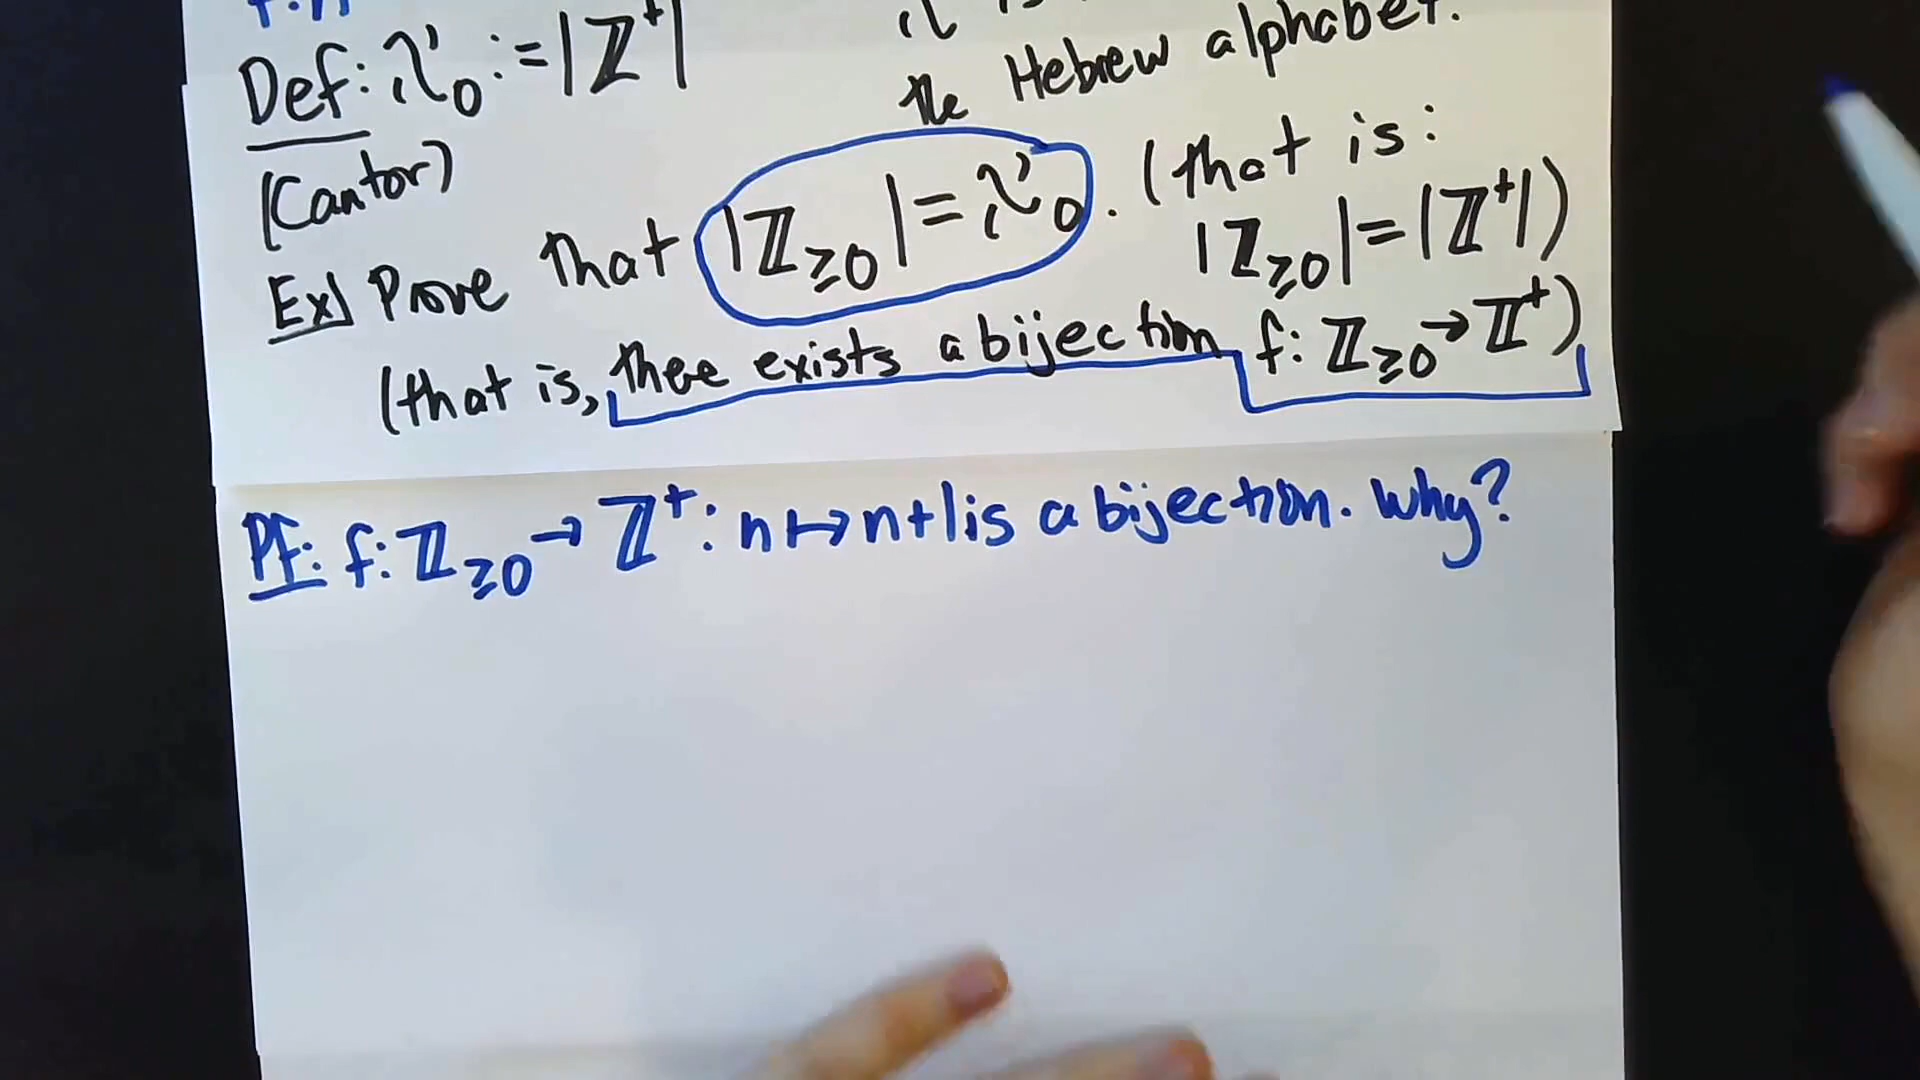 Def: ℵ₀ := |ℤ⁺|
the Hebrew alphabet.
(Cantor)
Ex] Prove that |ℤ≥0| = ℵ₀. (that is:
|ℤ≥0| = |ℤ⁺|)
(that is, there exists a bijection f: ℤ≥0 → ℤ⁺)
Pf: f: ℤ≥0 → ℤ⁺: n ↦ n+1 is a bijection. Why?